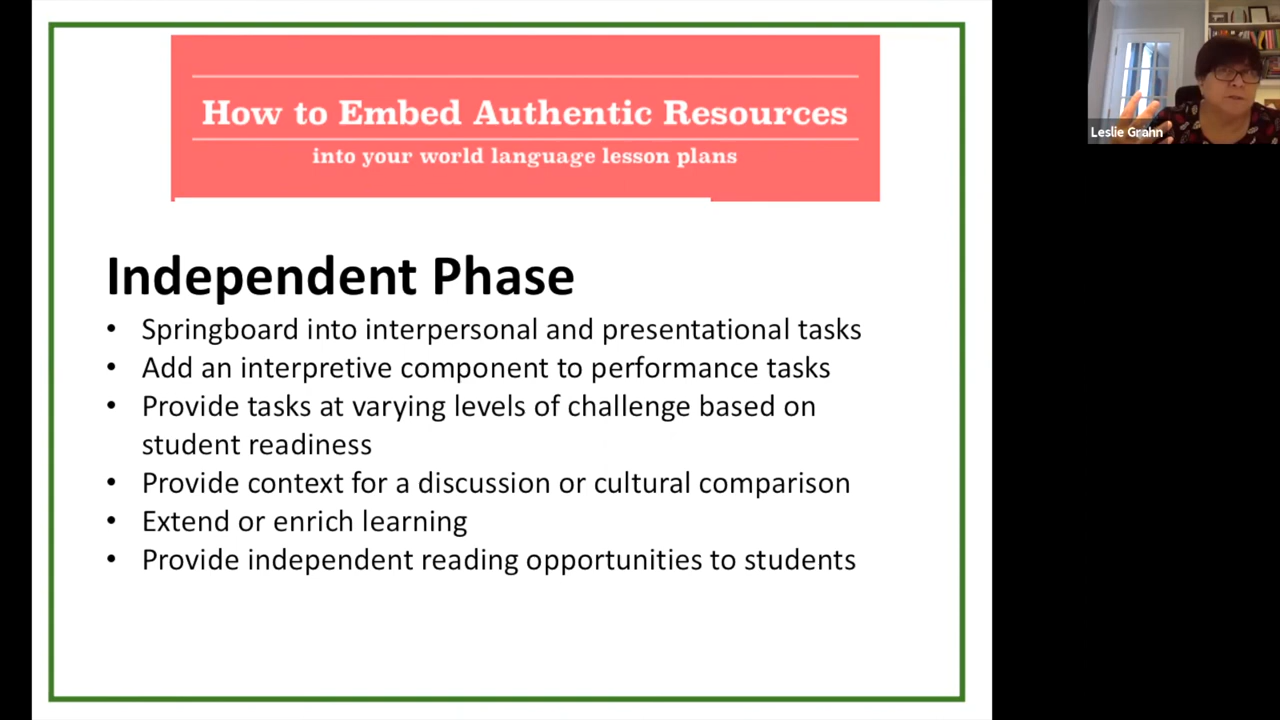 How to Embed Authentic Resources
into your world language lesson plans
Leslie Grahn
Independent Phase
• Springboard into interpersonal and presentational tasks
• Add an interpretive component to performance tasks
• Provide tasks at varying levels of challenge based on
student readiness
• Provide context for a discussion or cultural comparison
• Extend or enrich learning
• Provide independent reading opportunities to students